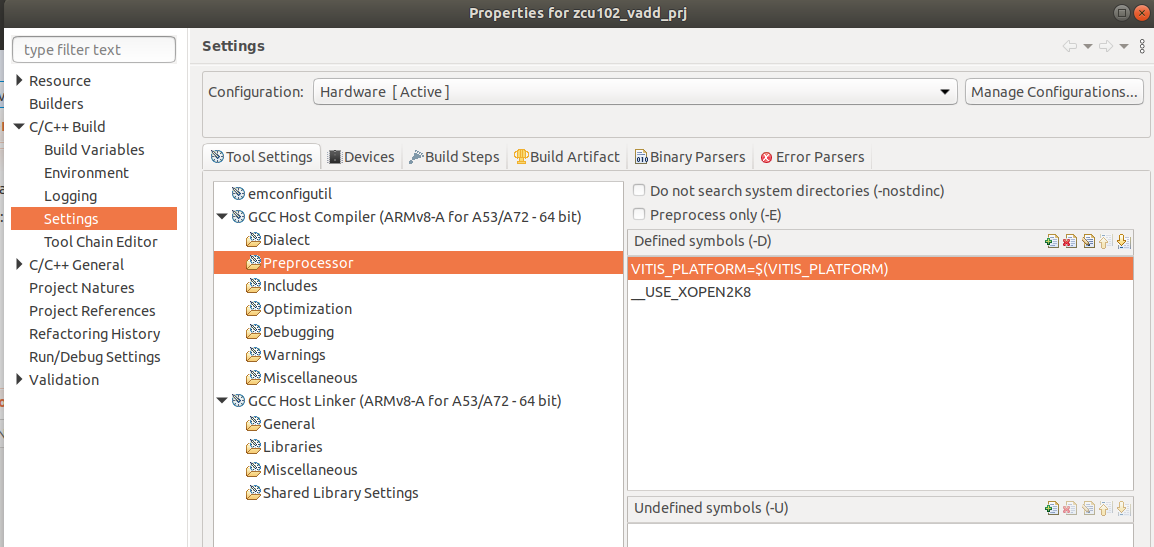 Properties for zcu102_vadd_prj
type filter text
Resource
Builders
C/C++ Build
Build Variables
Environment
Logging
Settings
Tool Chain Editor
C/C++ General
Project Natures
Project References
Refactoring History
Run/Debug Settings
Validation
Settings
Configuration: Hardware [ Active ] Manage Configurations...
Tool Settings Devices Build Steps Build Artifact Binary Parsers Error Parsers
emconfigutil
GCC Host Compiler (ARMv8-A for A53/A72 - 64 bit)
Dialect
Preprocessor
Includes
Optimization
Debugging
Warnings
Miscellaneous
GCC Host Linker (ARMv8-A for A53/A72 - 64 bit)
General
Libraries
Miscellaneous
Shared Library Settings
Do not search system directories (-nostdinc)
Preprocess only (-E)
Defined symbols (-D)
VITIS_PLATFORM=$(VITIS_PLATFORM)
__USE_XOPEN2K8
Undefined symbols (-U)